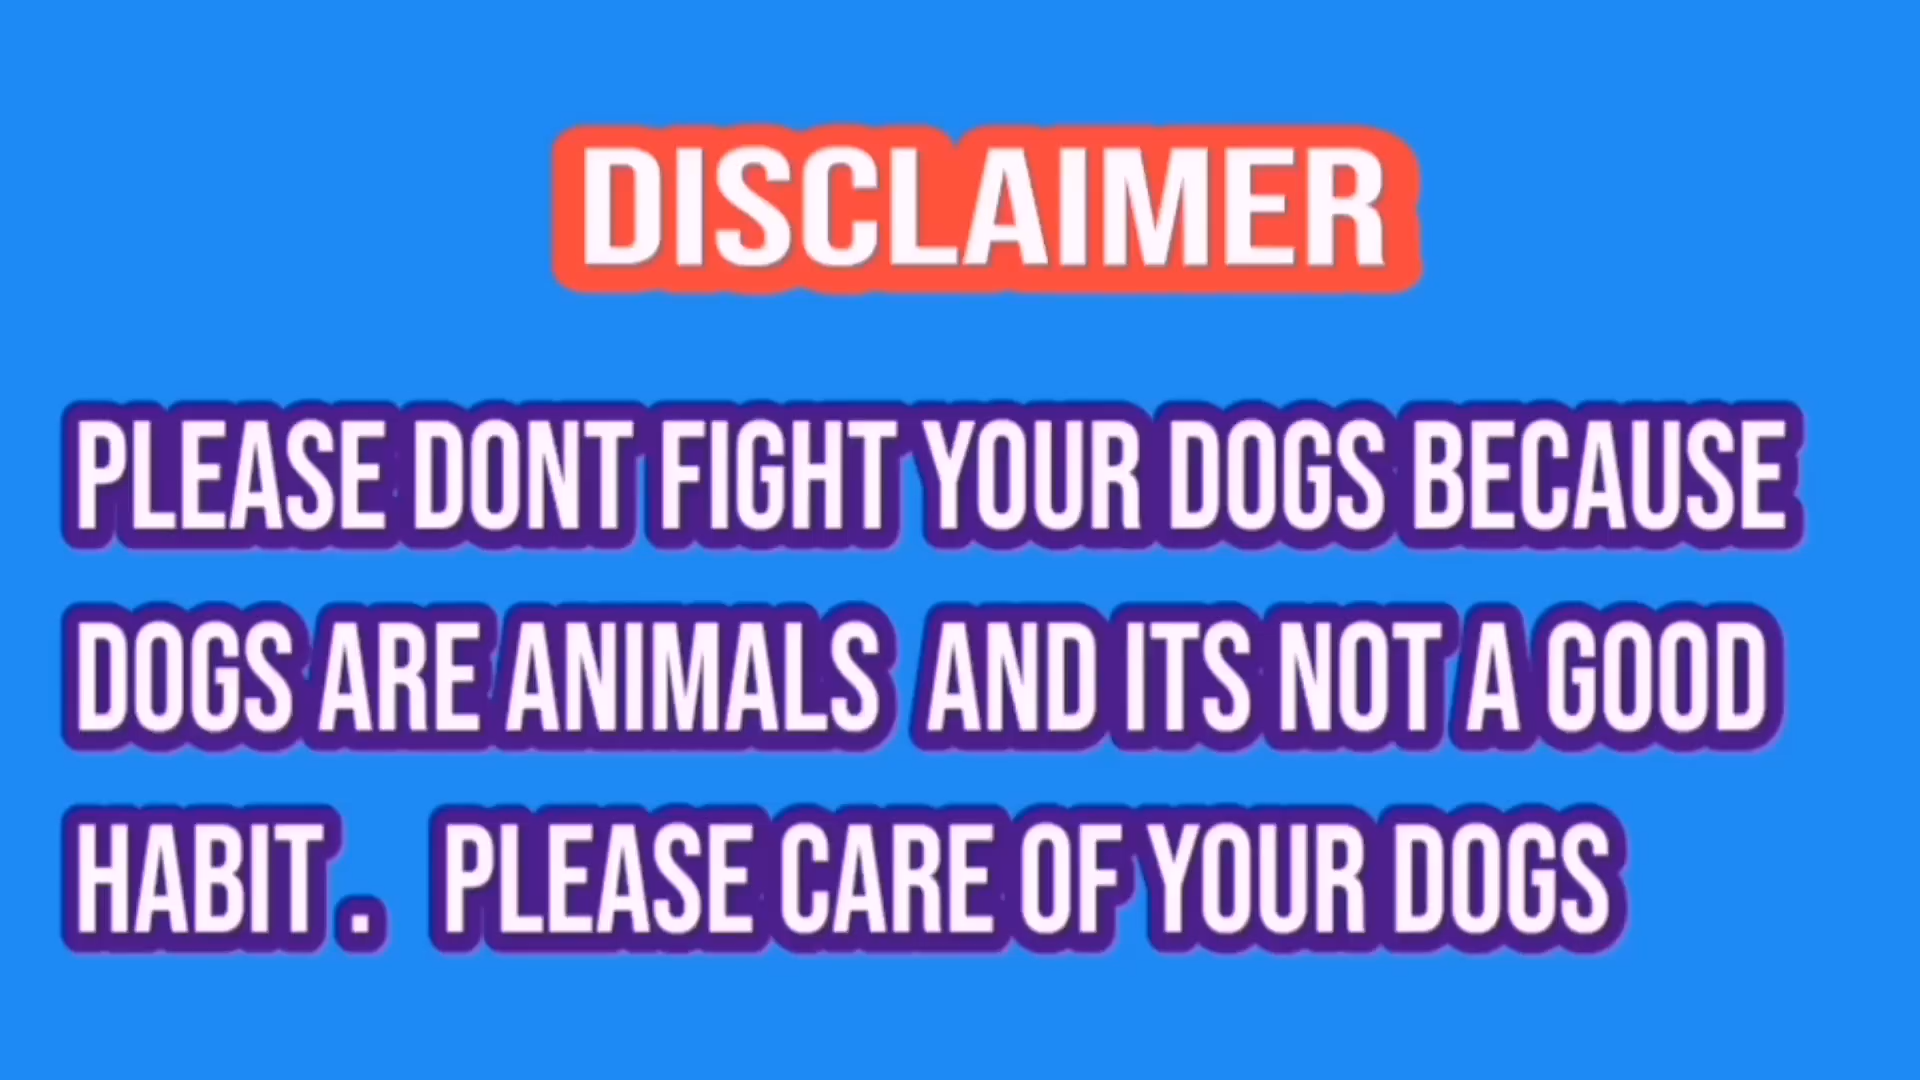 DISCLAIMER
PLEASE DONT FIGHT YOUR DOGS BECAUSE
DOGS ARE ANIMALS AND ITS NOT A GOOD
HABIT. PLEASE CARE OF YOUR DOGS